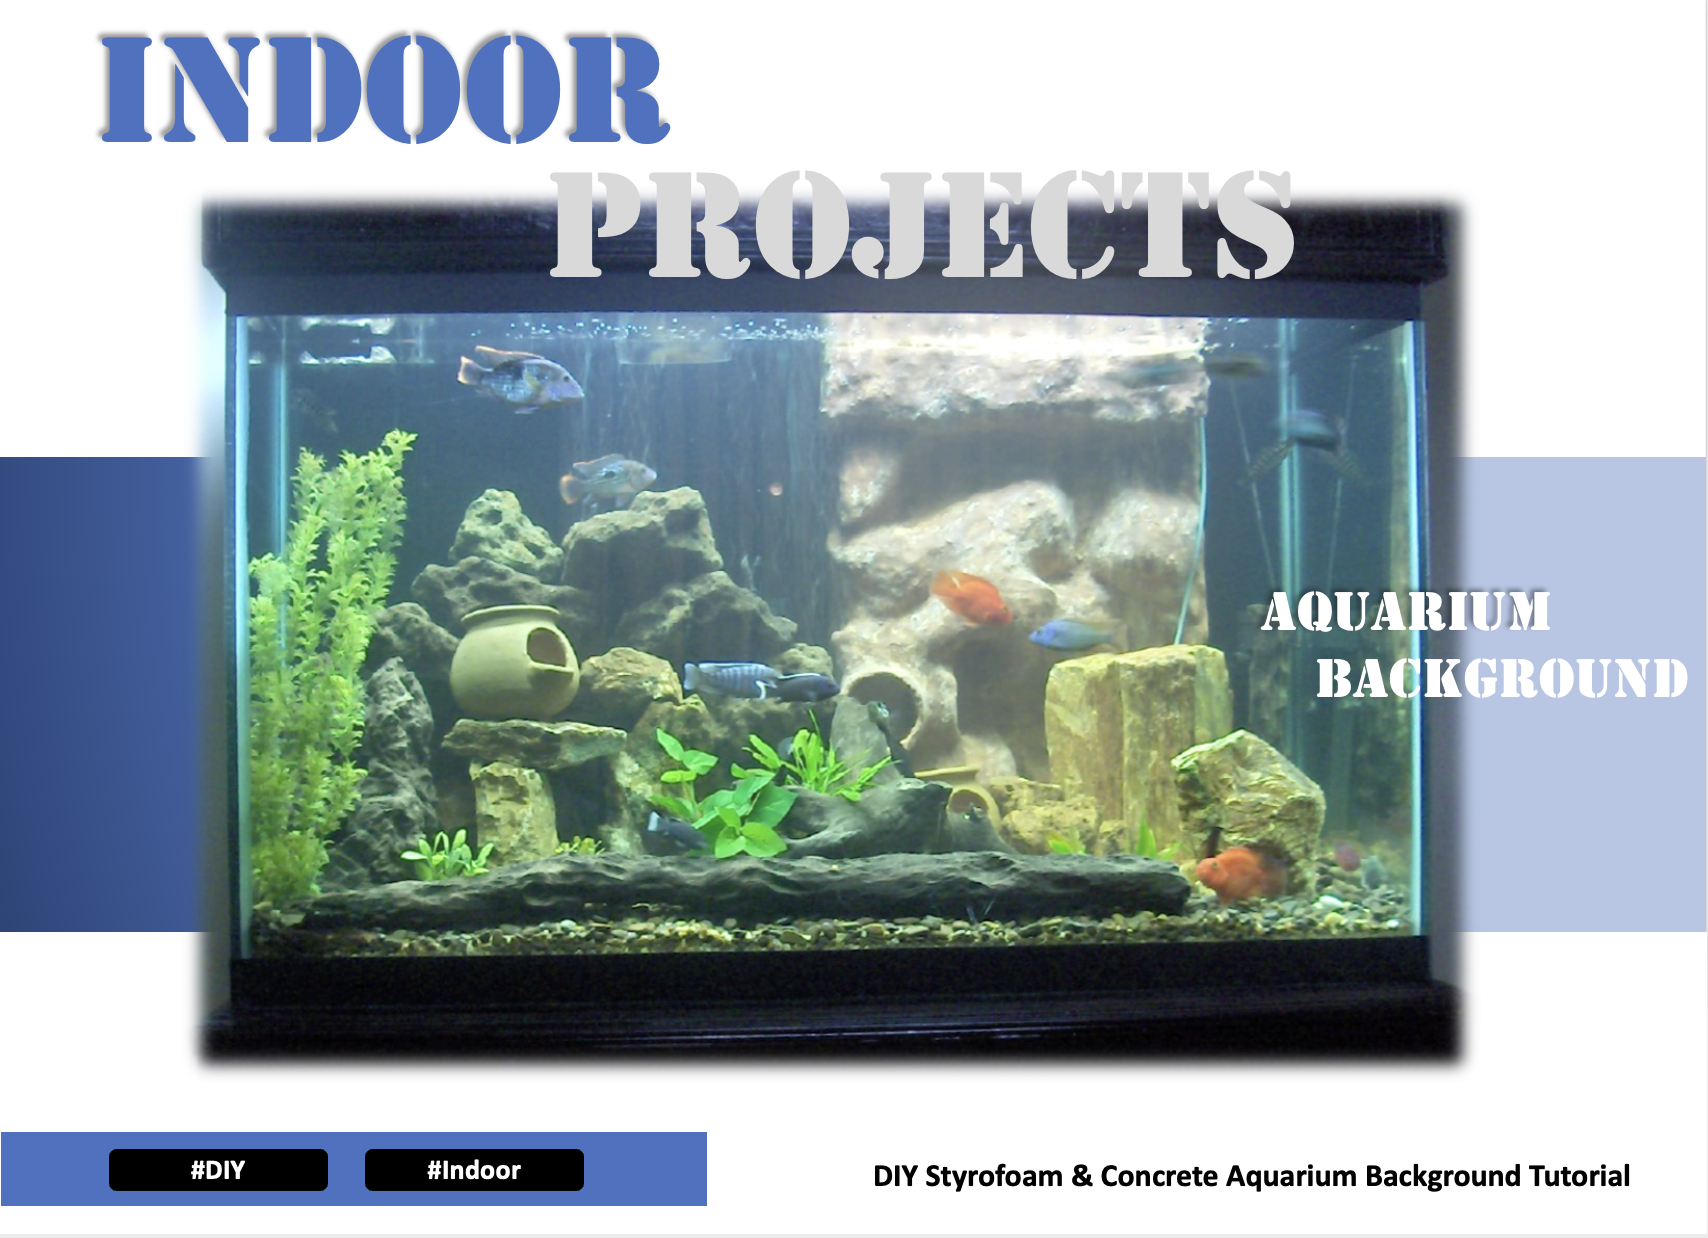 INDOOR
PROJECTS
AQUARIUM
BACKGROUND
#DIY
#Indoor
DIY Styrofoam & Concrete Aquarium Background Tutorial